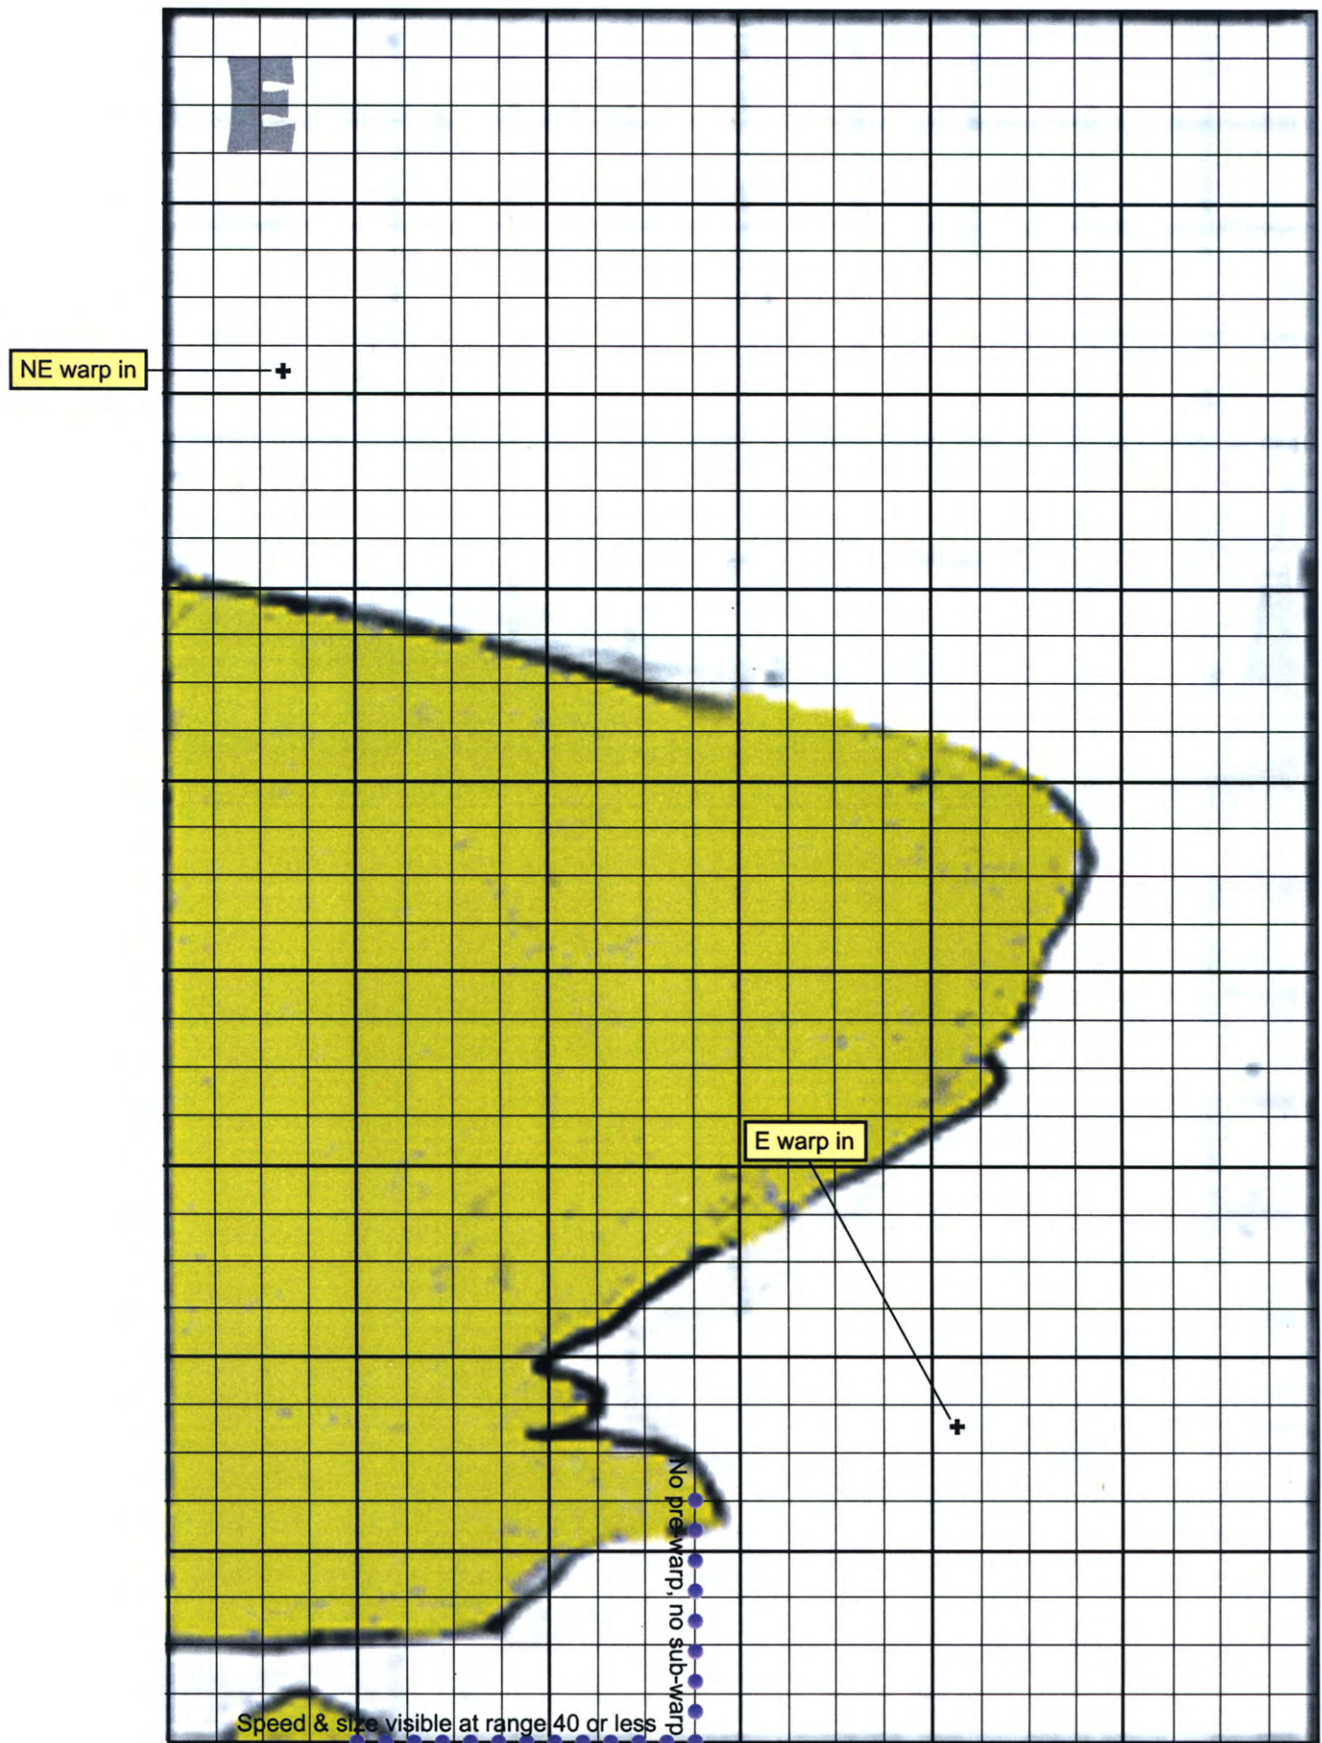 E
NE warp in
E warp in
No pre-warp, no sub-warp
Speed & size visible at range 40 or less